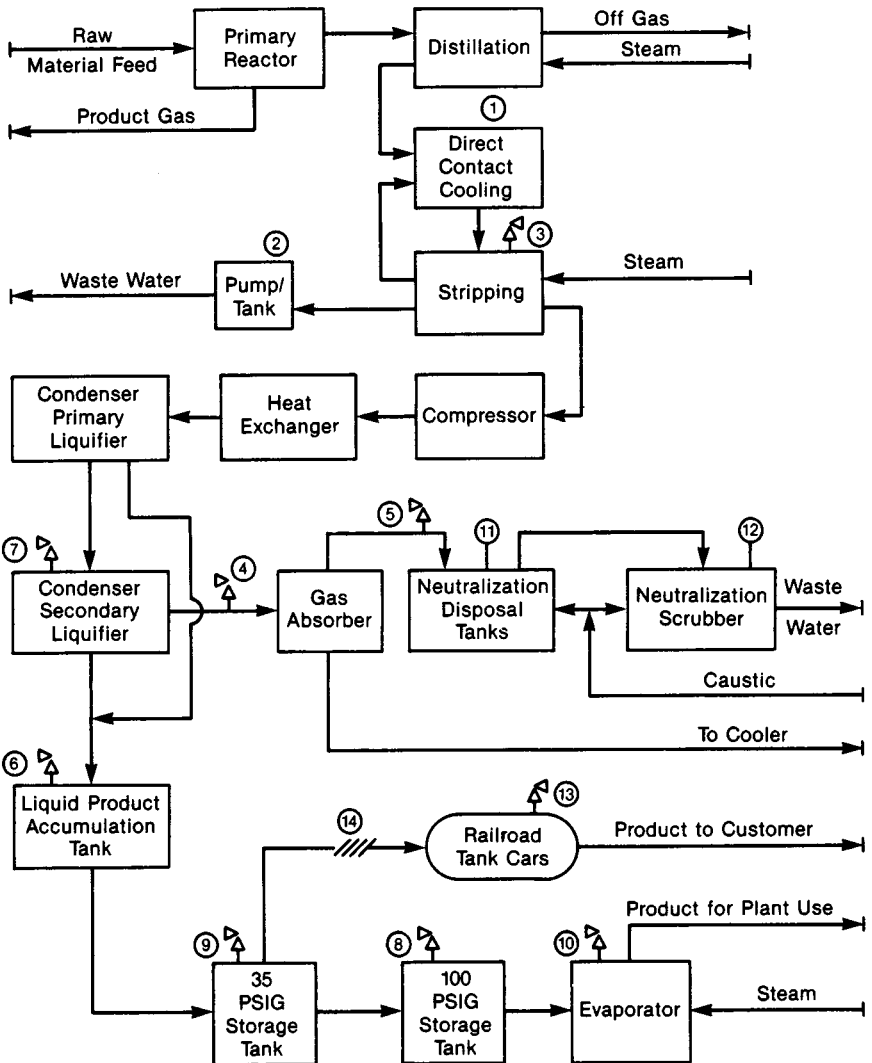 Raw
Material Feed
Primary
Reactor
Distillation
Off Gas
Steam
Product Gas
1
Direct
Contact
Cooling
3
2
Waste Water
Pump/
Tank
Stripping
Steam
Condenser
Primary
Liquifier
Heat
Exchanger
Compressor
5
11
12
7
4
Condenser
Secondary
Liquifier
Gas
Absorber
Neutralization
Disposal
Tanks
Neutralization
Scrubber
Waste
Water
Caustic
To Cooler
6
13
14
Liquid Product
Accumulation
Tank
Railroad
Tank Cars
Product to Customer
Product for Plant Use
9
8
10
35
PSIG
Storage
Tank
100
PSIG
Storage
Tank
Evaporator
Steam